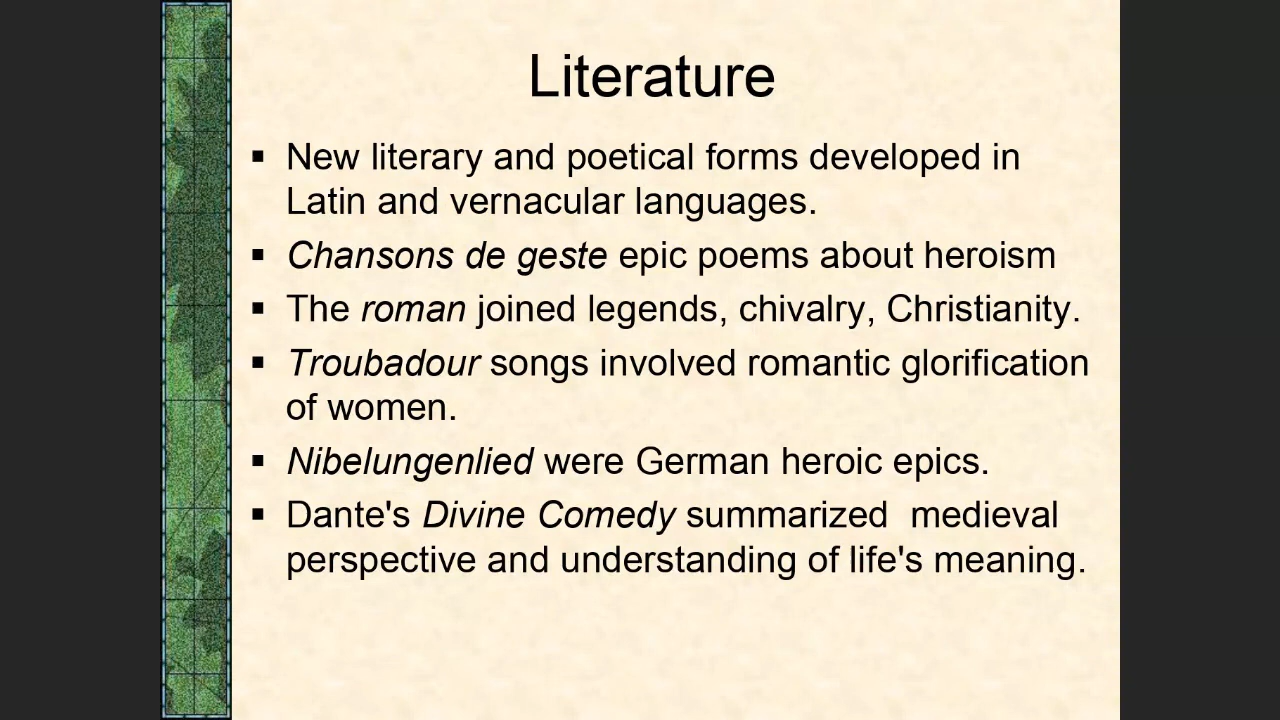 Literature
▪ New literary and poetical forms developed in
Latin and vernacular languages.
▪ Chansons de geste epic poems about heroism
▪ The roman joined legends, chivalry, Christianity.
▪ Troubadour songs involved romantic glorification
of women.
▪ Nibelungenlied were German heroic epics.
▪ Dante's Divine Comedy summarized  medieval
perspective and understanding of life's meaning.